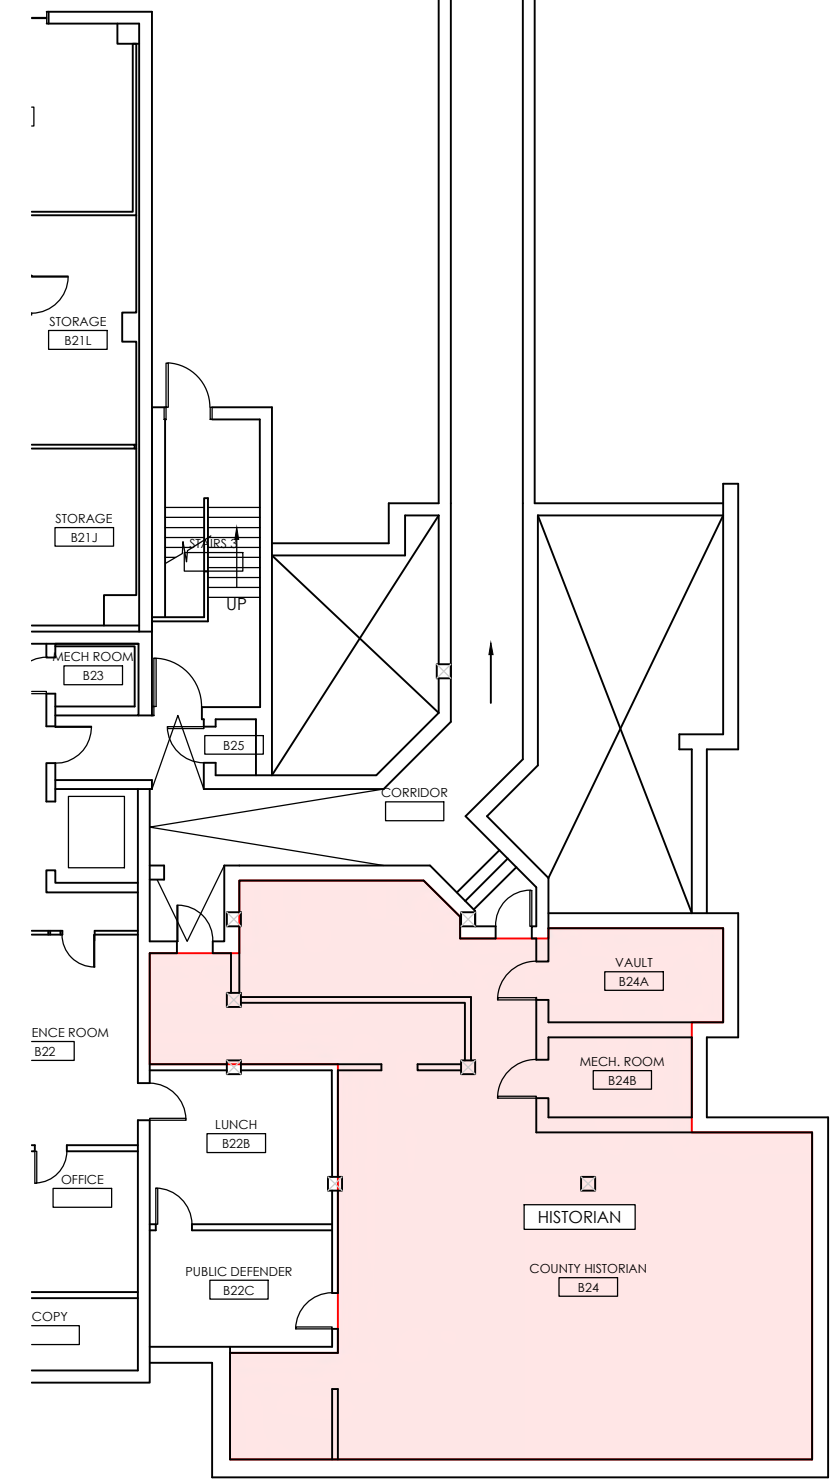 STORAGE
B21L
STORAGE
B21J
STAIRS 3
UP
MECH ROOM
B23
B25
CORRIDOR
VAULT
B24A
ENCE ROOM
B22
MECH. ROOM
B24B
LUNCH
B22B
OFFICE
HISTORIAN
PUBLIC DEFENDER
B22C
COUNTY HISTORIAN
B24
COPY